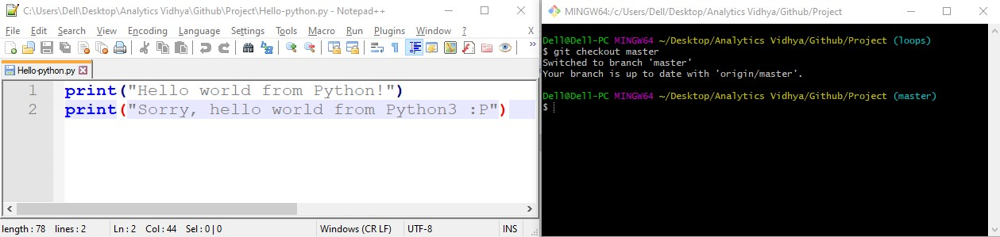 C:\Users\Dell\Desktop\Analytics Vidhya\Github\Project\Hello-python.py - Notepad++
File Edit Search View Encoding Language Settings Tools Macro Run Plugins Window ? X
Hello-python.py
1 print("Hello world from Python!")
2 print("Sorry, hello world from Python3 :P")
length : 78 lines : 2 Ln : 2 Col : 44 Sel : 0 | 0 Windows (CR LF) UTF-8 INS
MINGW64:/c/Users/Dell/Desktop/Analytics Vidhya/Github/Project
Dell@Dell-PC MINGW64 ~/Desktop/Analytics Vidhya/Github/Project (loops)
$ git checkout master
Switched to branch 'master'
Your branch is up to date with 'origin/master'.
Dell@Dell-PC MINGW64 ~/Desktop/Analytics Vidhya/Github/Project (master)
$